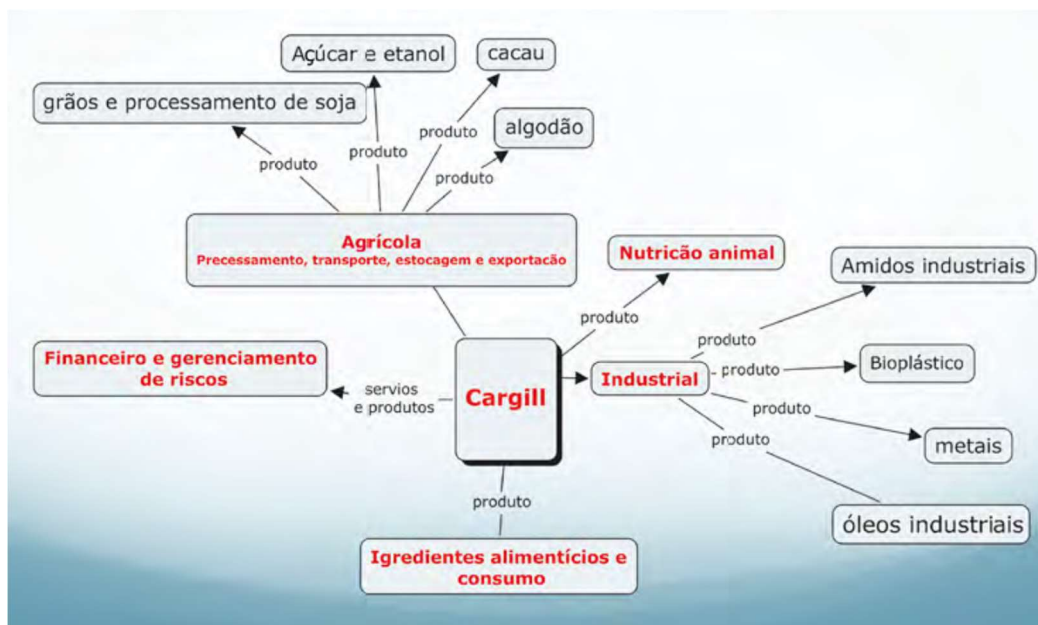 Açúcar e etanol
cacau
grãos e processamento de soja
algodão
produto
produto
produto
produto
Agrícola
Precessamento, transporte, estocagem e exportacão
Nutricão animal
Amidos industriais
produto
produto
Financeiro e gerenciamento
de riscos
servios
e produtos
Cargill
Industrial
produto
Bioplástico
produto
metais
produto
óleos industriais
produto
Igredientes alimentícios e
consumo